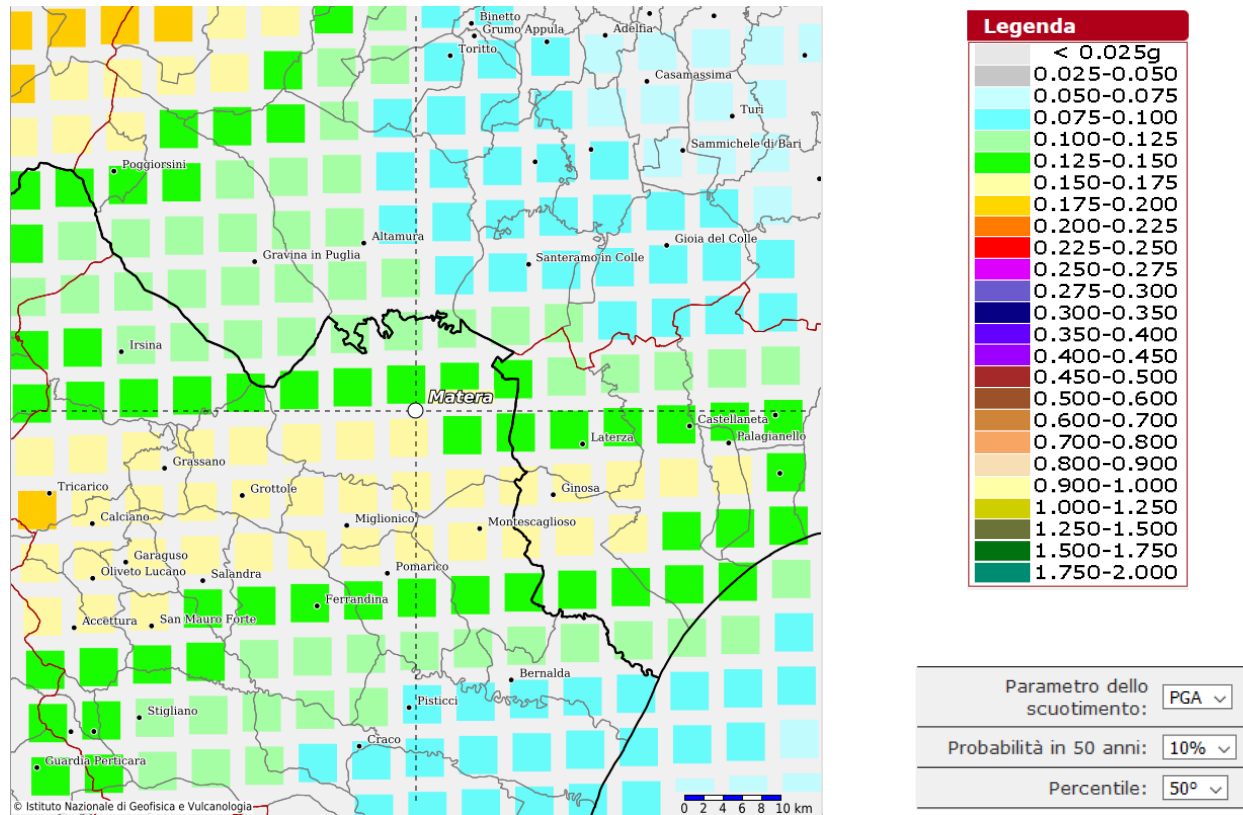 Binetto
Grumo Appula
Adelfia
Toritto
Casamassima
Turi
Sammichele di Bari
Poggiorsini
Altamura
Gioia del Colle
Gravina in Puglia
Santeramo in Colle
Irsina
Matera
Castellaneta
Laterza
Palagianello
Grassano
Tricarico
Grottole
Ginosa
Calciano
Miglionico
Montescaglioso
Garaguso
Oliveto Lucano
Salandra
Pomarico
Ferrandina
Accettura
San Mauro Forte
Bernalda
Pisticci
Stigliano
Craco
Guardia Perticara
© Istituto Nazionale di Geofisica e Vulcanologia
0 2 4 6 8 10 km
Legenda
< 0.025g
0.025-0.050
0.050-0.075
0.075-0.100
0.100-0.125
0.125-0.150
0.150-0.175
0.175-0.200
0.200-0.225
0.225-0.250
0.250-0.275
0.275-0.300
0.300-0.350
0.350-0.400
0.400-0.450
0.450-0.500
0.500-0.600
0.600-0.700
0.700-0.800
0.800-0.900
0.900-1.000
1.000-1.250
1.250-1.500
1.500-1.750
1.750-2.000
Parametro dello
scuotimento: PGA
Probabilità in 50 anni: 10%
Percentile: 50°